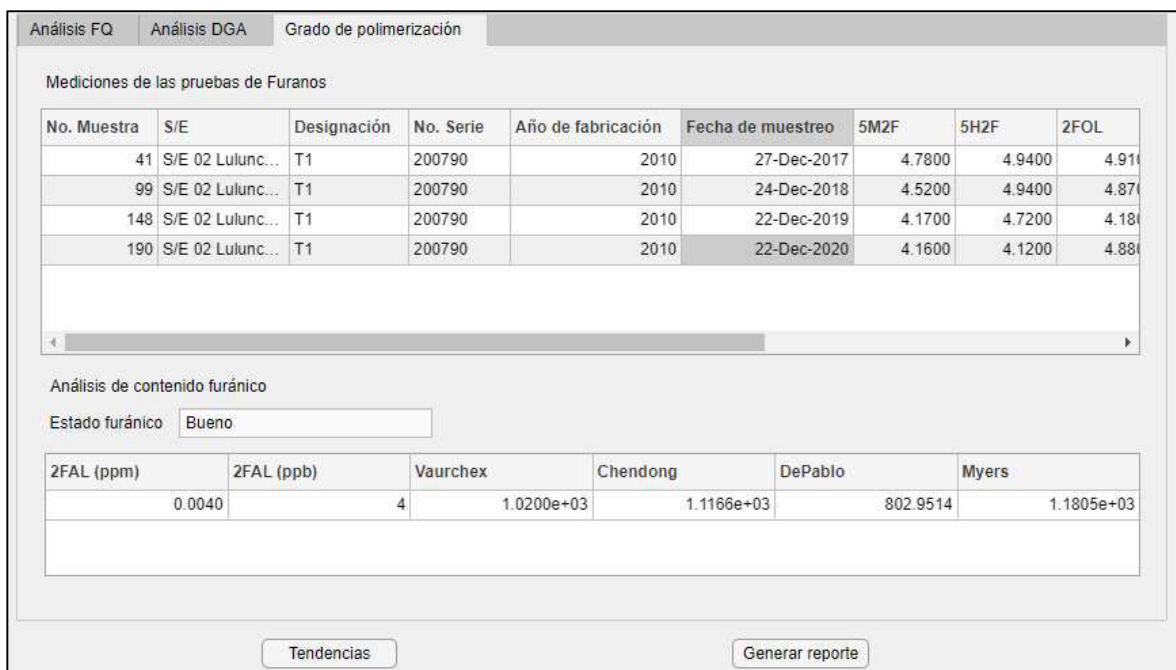 Análisis FQ Análisis DGA Grado de polimerización
Mediciones de las pruebas de Furanos
No. Muestra S/E Designación No. Serie Año de fabricación Fecha de muestreo 5M2F 5H2F 2FOL
41 S/E 02 Lulunc... T1 200790 2010 27-Dec-2017 4.7800 4.9400
99 S/E 02 Lulunc... T1 200790 2010 24-Dec-2018 4.5200 4.9400
148 S/E 02 Lulunc... T1 200790 2010 22-Dec-2019 4.1700 4.7200
190 S/E 02 Lulunc... T1 200790 2010 22-Dec-2020 4.1600 4.1200
Análisis de contenido furánico
Estado furánico Bueno
2FAL (ppm) 2FAL (ppb) Vaurchex Chendong DePablo Myers
0.0040 4 1.0200e+03 1.1166e+03 802.9514 1.1805e+03
Tendencias Generar reporte